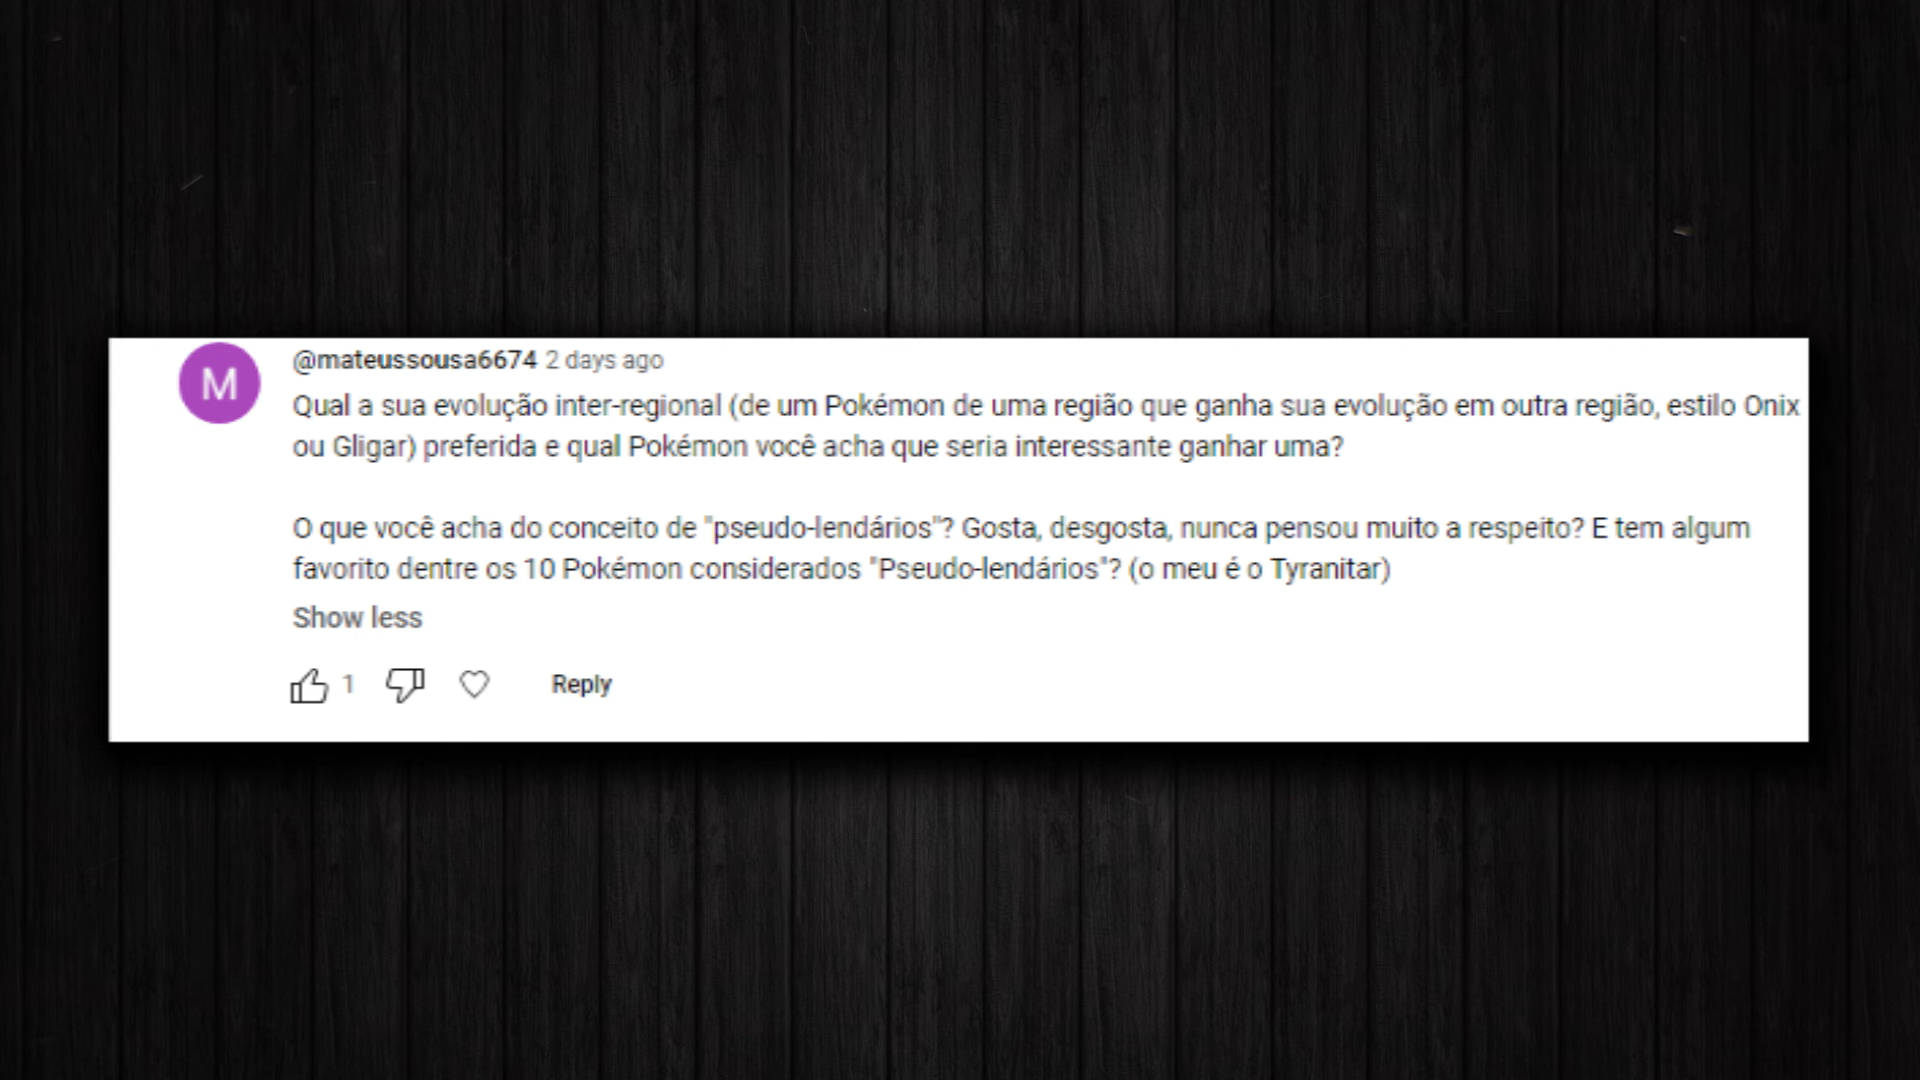 M
@mateussousa6674 2 days ago
Qual a sua evolução inter-regional (de um Pokémon de uma região que ganha sua evolução em outra região, estilo Onix
ou Gligar) preferida e qual Pokémon você acha que seria interessante ganhar uma?
O que você acha do conceito de "pseudo-lendários"? Gosta, desgosta, nunca pensou muito a respeito? E tem algum
favorito dentre os 10 Pokémon considerados "Pseudo-lendários"? (o meu é o Tyranitar)
Show less
1 Reply